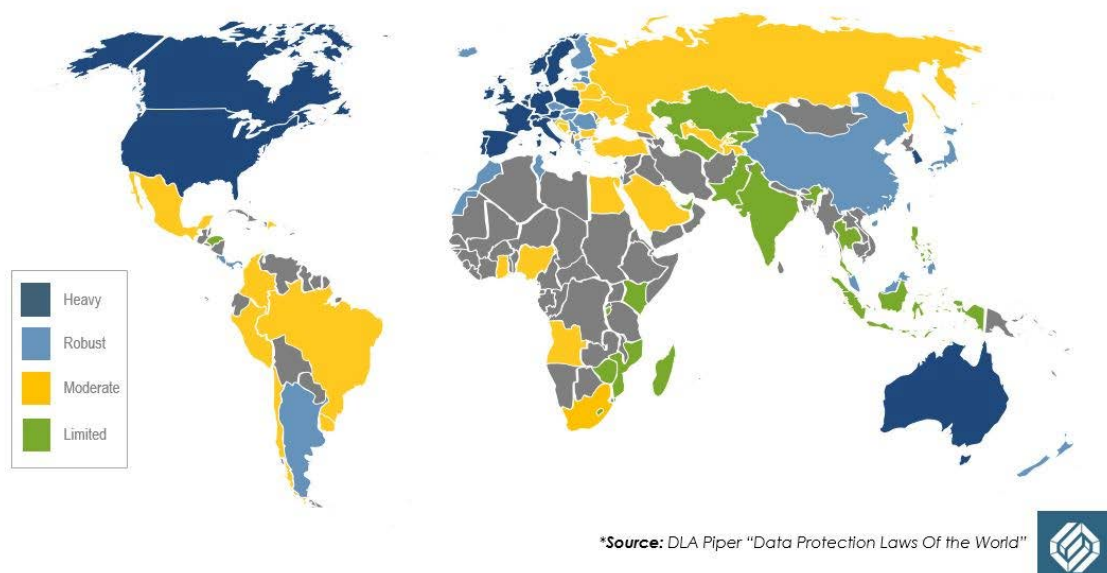 Heavy
Robust
Moderate
Limited
*Source: DLA Piper “Data Protection Laws Of the World”